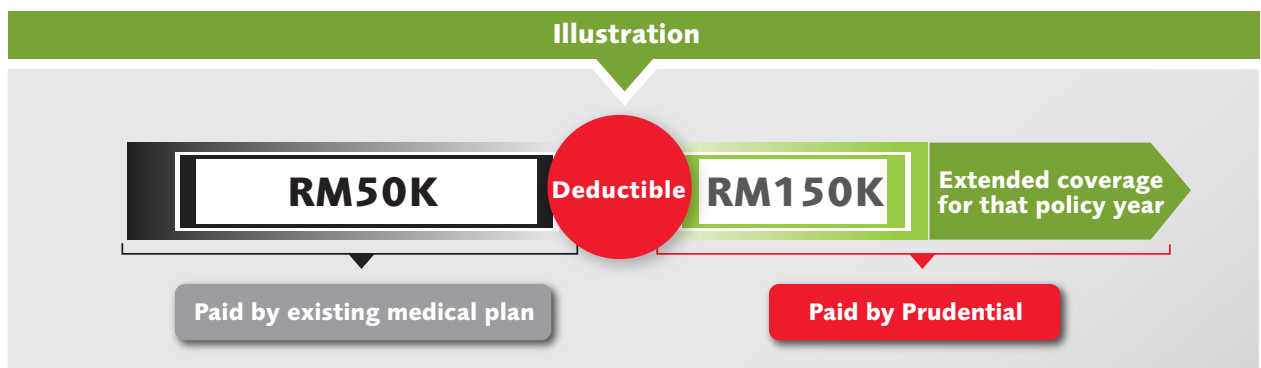 Illustration
RM50K
Deductible
RM150K
Extended coverage
for that policy year
Paid by existing medical plan
Paid by Prudential